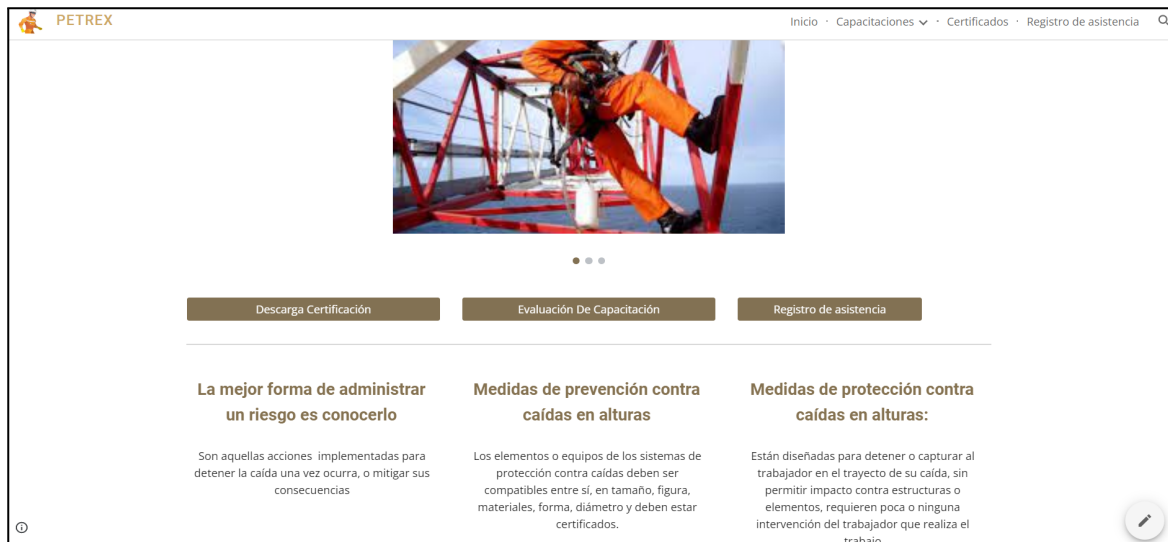 PETREX
Inicio · Capacitaciones · Certificados · Registro de asistencia
Descarga Certificación
Evaluación De Capacitación
Registro de asistencia
La mejor forma de administrar
un riesgo es conocerlo
Son aquellas acciones implementadas para
detener la caída una vez ocurra, o mitigar sus
consecuencias
Medidas de prevención contra
caídas en alturas
Los elementos o equipos de los sistemas de
protección contra caídas deben ser
compatibles entre sí, en tamaño, figura,
materiales, forma, diámetro y deben estar
certificados.
Medidas de protección contra
caídas en alturas:
Están diseñadas para detener o capturar al
trabajador en el trayecto de su caída, sin
permitir impacto contra estructuras o
elementos, requieren poca o ninguna
intervención del trabajador que realiza el
trabajo